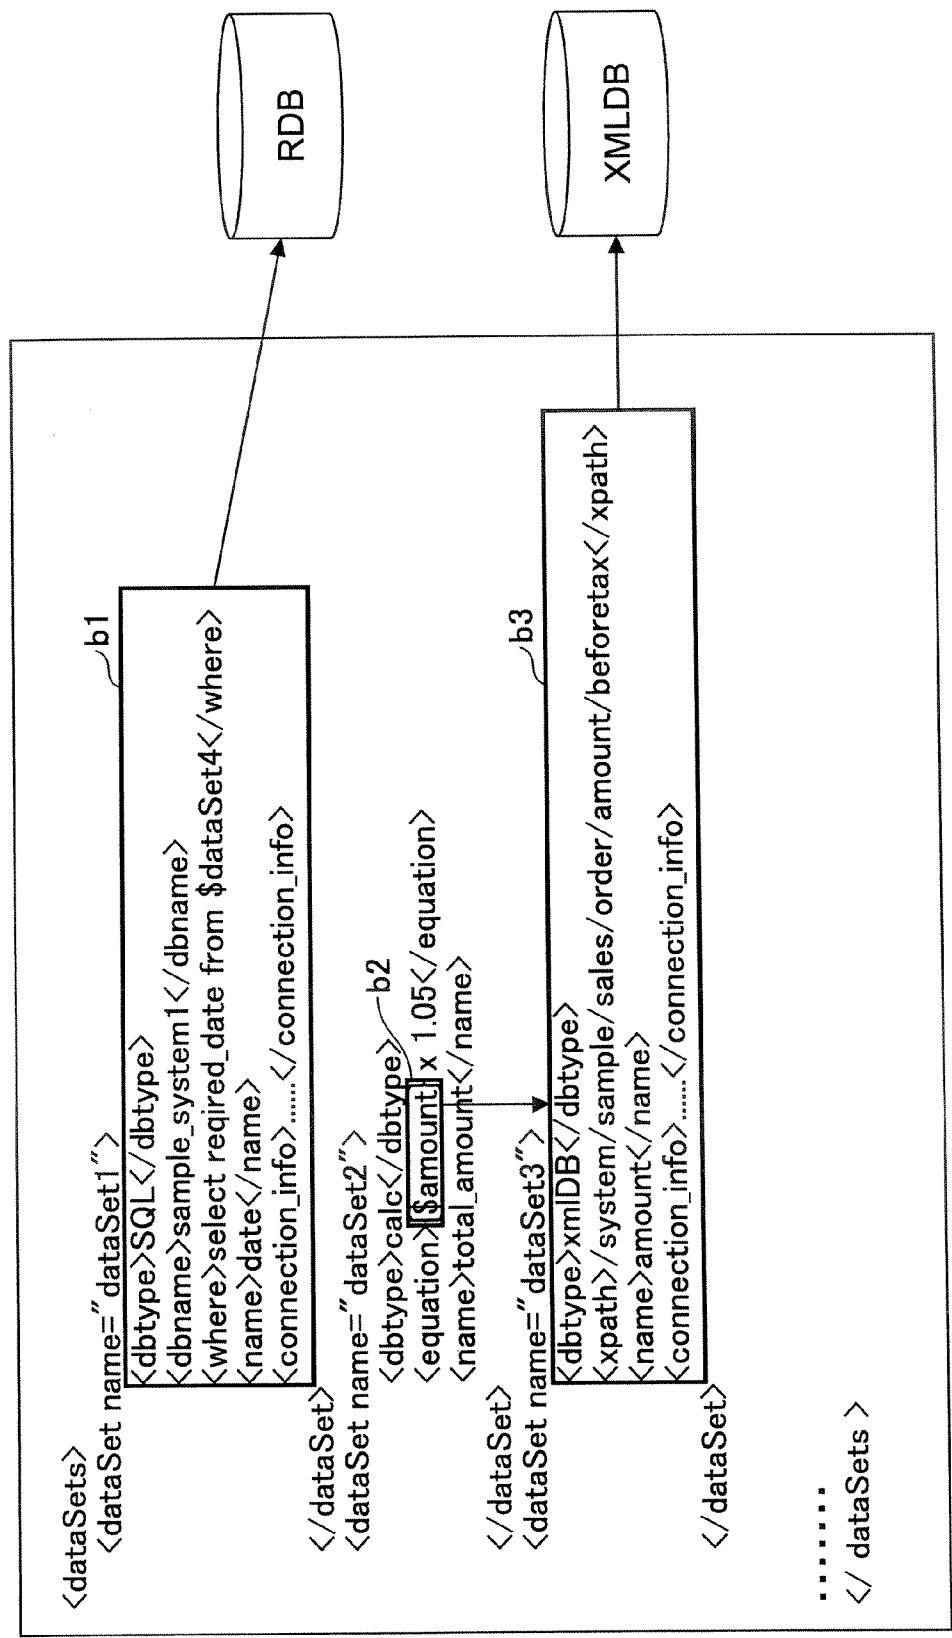 <dataSets>
<dataSet name="dataSet1">
b1
<dbtype>SQL</dbtype>
<dbname>sample_system1</dbname>
<where>select reqired_date from $dataSet4</where>
<name>date</name>
<connection_info>......</connection_info>
</dataSet>
<dataSet name="dataSet2">
b2
<dbtype>calc</dbtype>
<equation>$amount x 1.05</equation>
<name>total_amount</name>
</dataSet>
<dataSet name="dataSet3">
b3
<dbtype>xmlDB</dbtype>
<xpath>/system/sample/sales/order/amount/beforetax</xpath>
<name>amount</name>
<connection_info>......</connection_info>
</dataSet>
.......
</ dataSets >
RDB
XMLDB